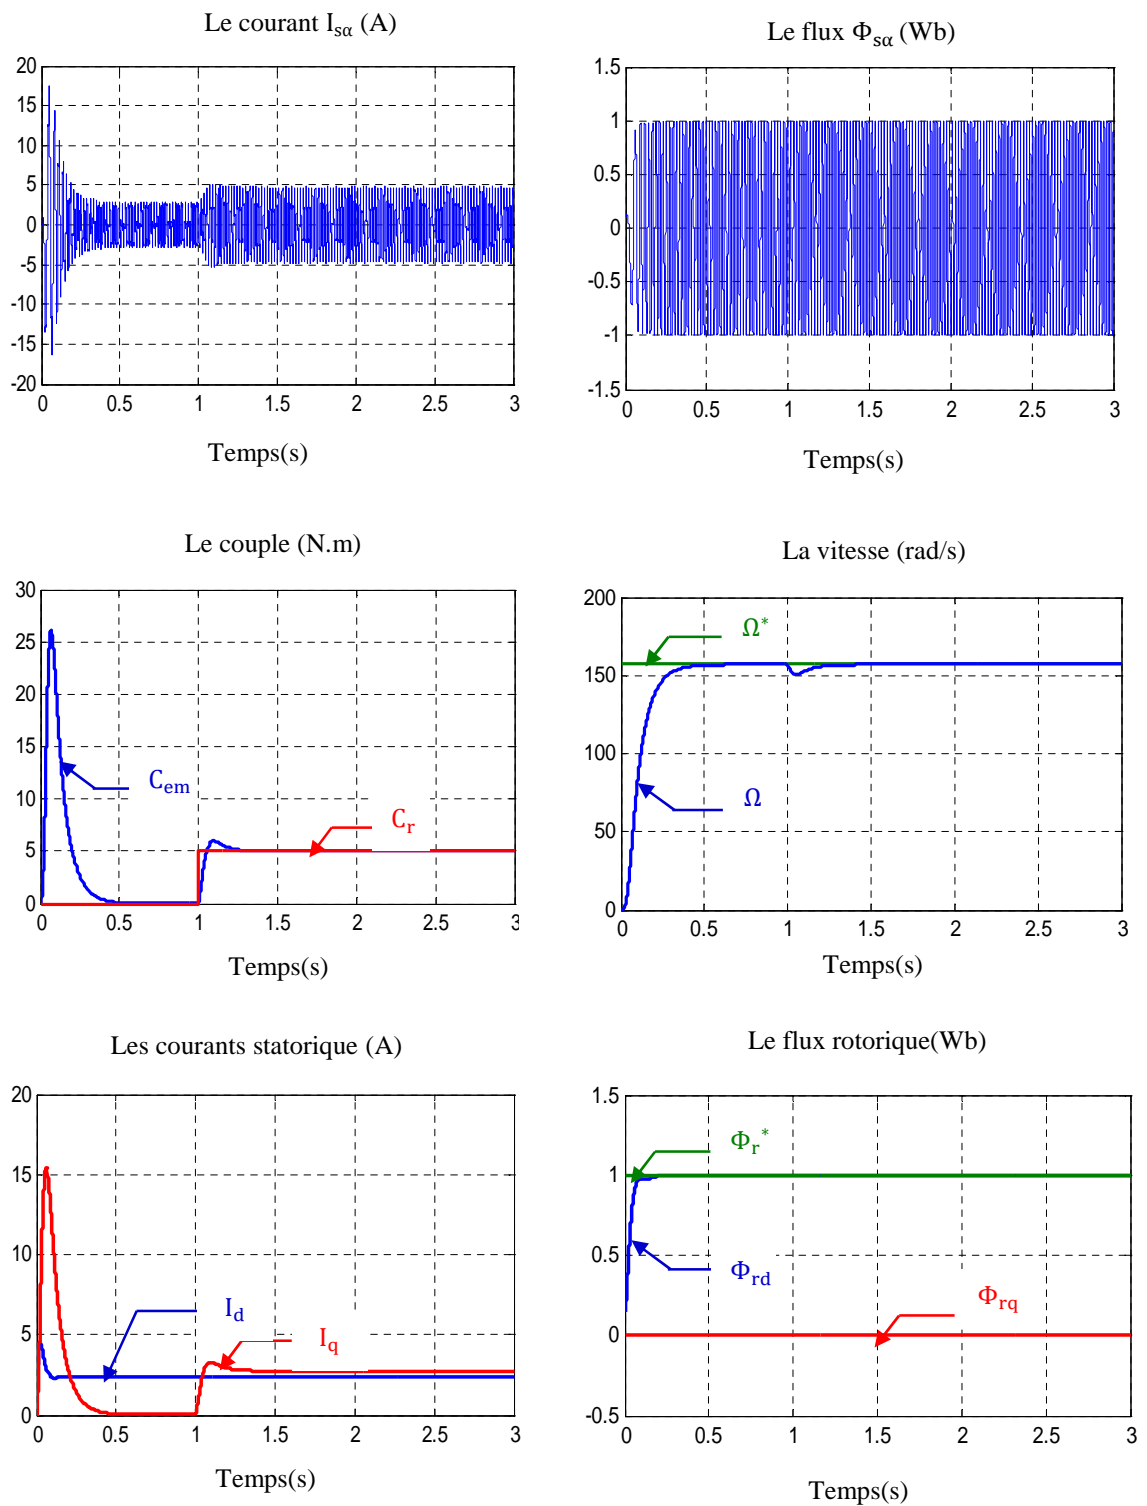 Le courant Isα (A)
20
15
10
5
0
-5
-10
-15
-20
0 0.5 1 1.5 2 2.5 3
Temps(s)
Le flux Φsα (Wb)
1.5
1
0.5
0
-0.5
-1
-1.5
0 0.5 1 1.5 2 2.5 3
Temps(s)
Le couple (N.m)
30
25
20
15
10
5
0
Cem
Cr
0 0.5 1 1.5 2 2.5 3
Temps(s)
La vitesse (rad/s)
200
150
100
50
0
Ω*
Ω
0 0.5 1 1.5 2 2.5 3
Temps(s)
Les courants statorique (A)
20
15
10
5
0
Id
Iq
0 0.5 1 1.5 2 2.5 3
Temps(s)
Le flux rotorique(Wb)
1.5
1
0.5
0
-0.5
Φr*
Φrd
Φrq
0 0.5 1 1.5 2 2.5 3
Temps(s)